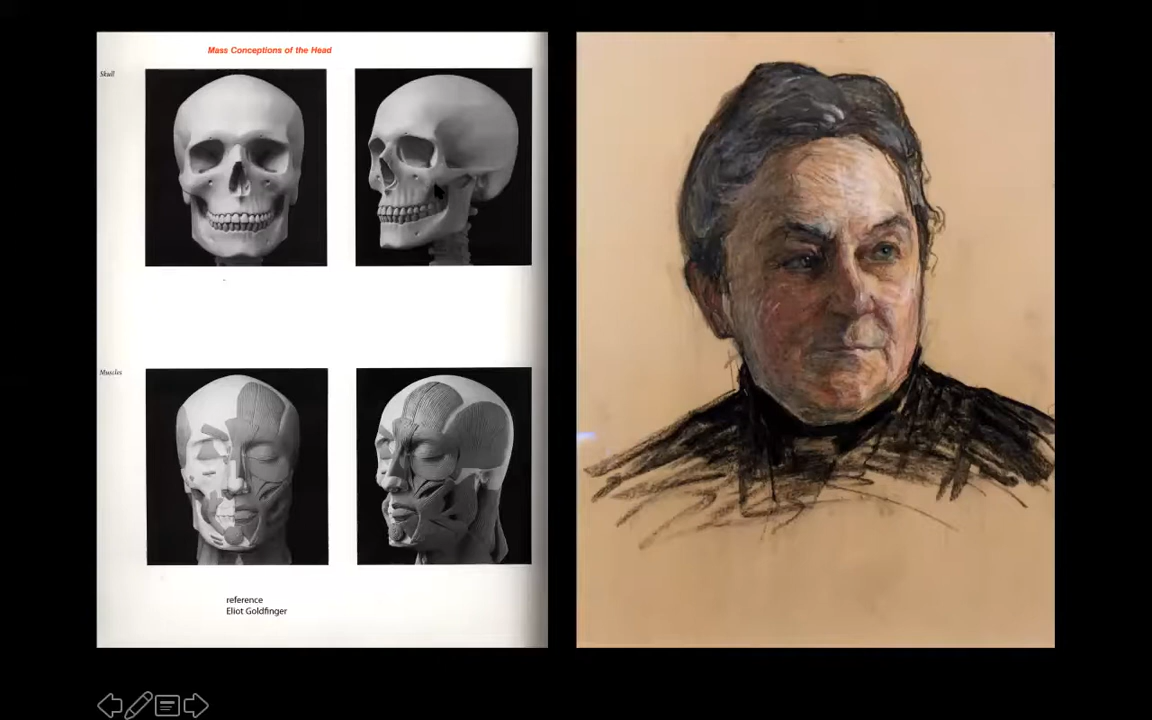 Mass Conceptions of the Head
Skull
Muscles
reference
Eliot Goldfinger